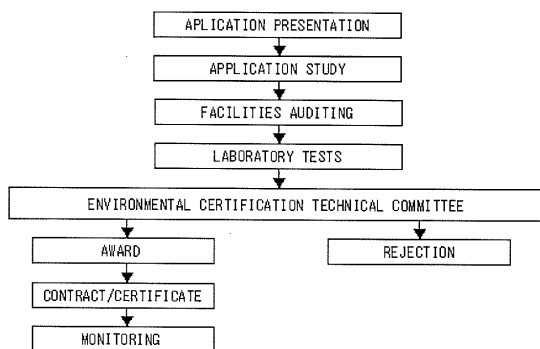 APLICATION PRESENTATION
APPLICATION STUDY
FACILITIES AUDITING
LABORATORY TESTS
ENVIRONMENTAL CERTIFICATION TECHNICAL COMMITTEE
AWARD
REJECTION
CONTRACT/CERTIFICATE
MONITORING